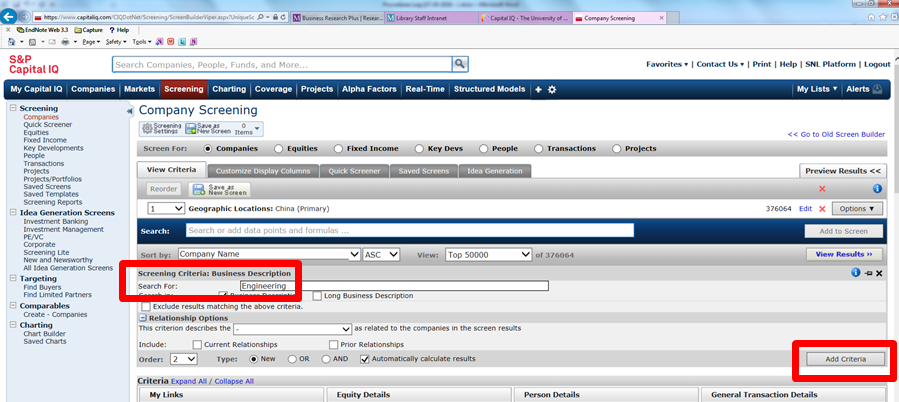 https://www.capitaliq.com/CIQDotNet/Screening/ScreenBuilderViper.aspx?UniqueSc
Business Research Plus | Resear...
Library Staff Intranet
Capital IQ - The University of ...
Company Screening
EndNote Web 3.3 Capture Help
Page Safety Tools
S&P
Capital IQ
Search Companies, People, Funds, and More...
Favorites Contact Us | Print | Help | SNL Platform | Logout
My Capital IQ Companies Markets Screening Charting Coverage Projects Alpha Factors Real-Time Structured Models + My Lists Alerts
Screening
Companies
Quick Screener
Equities
Fixed Income
Key Developments
People
Transactions
Projects
Projects/Portfolios
Saved Screens
Saved Templates
Screening Reports
Idea Generation Screens
Investment Banking
Investment Management
PE/VC
Corporate
Screening Lite
New and Newsworthy
All Idea Generation Screens
Targeting
Find Buyers
Find Limited Partners
Comparables
Create - Companies
Charting
Chart Builder
Saved Charts
Company Screening
Screening Settings Save as New Screen 0 Items
<< Go to Old Screen Builder
Screen For: Companies Equities Fixed Income Key Devs People Transactions Projects
View Criteria Customize Display Columns Quick Screener Saved Screens Idea Generation Preview Results <<
Reorder Save as New Screen
1 Geographic Locations: China (Primary) 376064 Edit Options
Search: Search or add data points and formulas ... Add to Screen
Sort by: Company Name ASC View: Top 50000 of 376064 View Results »
Screening Criteria: Business Description
Search For: Engineering
Search in: Business Description Long Business Description
Exclude results matching the above criteria.
Relationship Options
This criterion describes the - as related to the companies in the screen results
Include: Current Relationships Prior Relationships
Order: 2 Type: New OR AND Automatically calculate results Add Criteria
Criteria Expand All / Collapse All
My Links Equity Details Person Details General Transaction Details